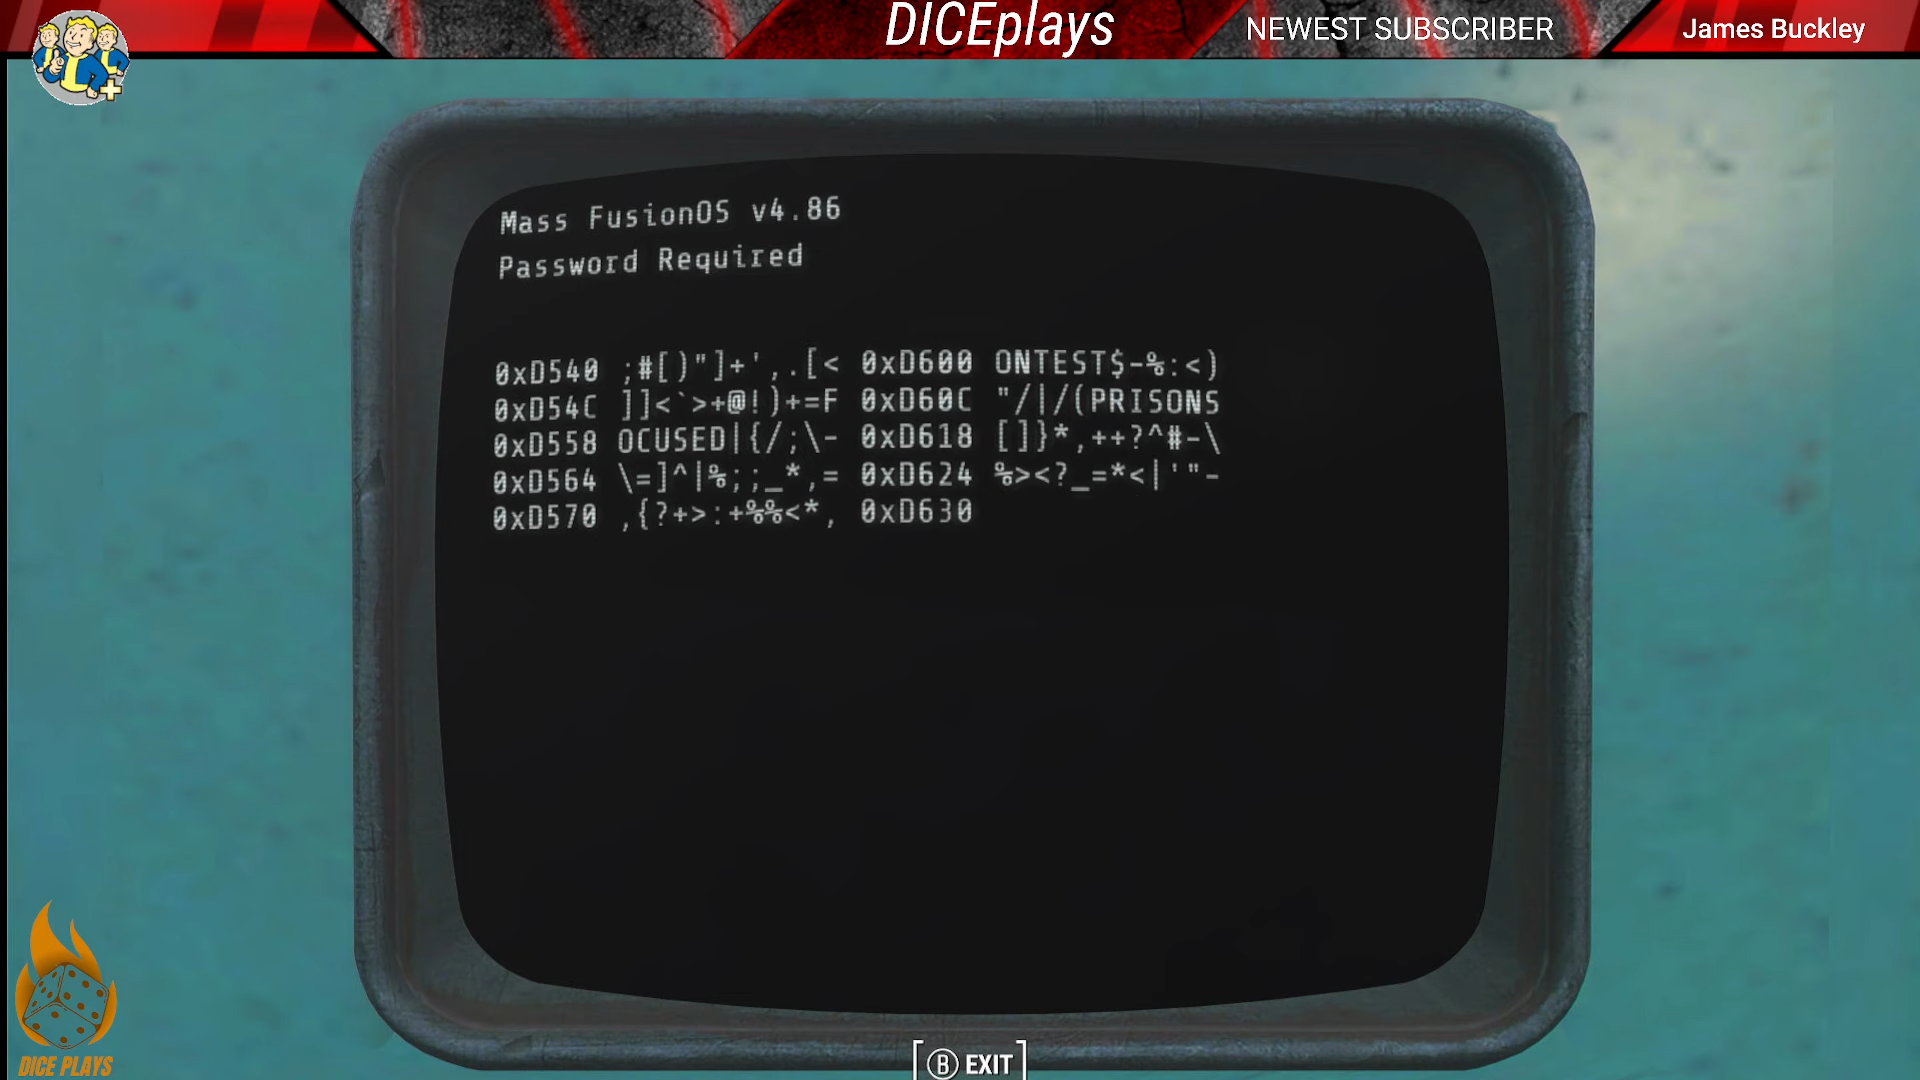 DICEplays
NEWEST SUBSCRIBER
James Buckley
Mass FusionOS v4.86
Password Required
0xD540 ;#[)"]+',.[< 0xD600 ONTEST$-%:<)
0xD54C ]]<`>+@!)+=F 0xD60C "/|/(PRISONS
0xD558 OCUSED|{/;\- 0xD618 []}*,++?^#-\
0xD564 \=]^|%;;_*,= 0xD624 %><?_=*<|'"-
0xD570 ,{?+>:+%%<*, 0xD630
DICE PLAYS
[Ⓑ EXIT]